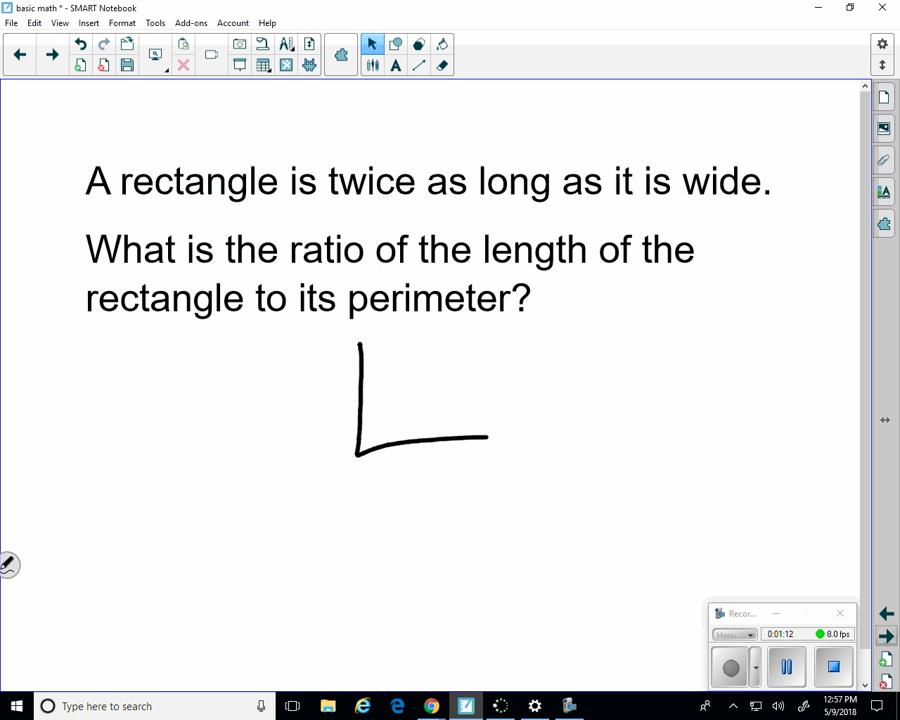 basic math * - SMART Notebook
File Edit View Insert Format Tools Add-ons Account Help
A rectangle is twice as long as it is wide.
What is the ratio of the length of the
rectangle to its perimeter?
Recor...
Menus 0:01:12 8.0 fps
Type here to search
12:57 PM
5/9/2018